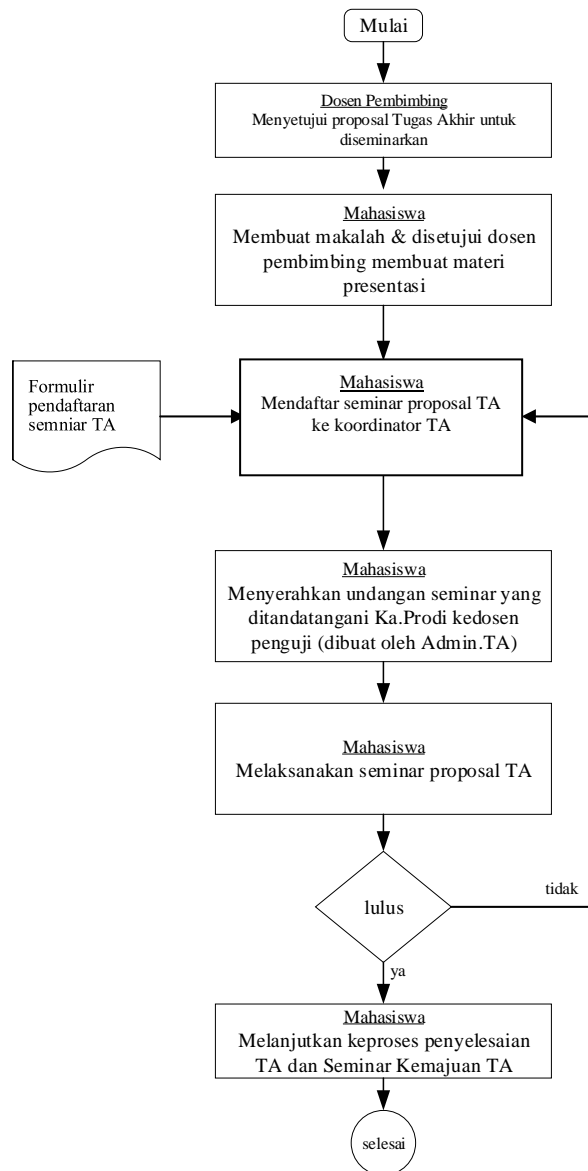 Mulai
Dosen Pembimbing
Menyetujui proposal Tugas Akhir untuk
diseminarkan
Mahasiswa
Membuat makalah & disetujui dosen
pembimbing membuat materi
presentasi
Formulir
pendaftaran
semniar TA
Mahasiswa
Mendaftar seminar proposal TA
ke koordinator TA
Mahasiswa
Menyerahkan undangan seminar yang
ditandatangani Ka.Prodi kedosen
penguji (dibuat oleh Admin.TA)
Mahasiswa
Melaksanakan seminar proposal TA
lulus
tidak
ya
Mahasiswa
Melanjutkan keproses penyelesaian
TA dan Seminar Kemajuan TA
selesai